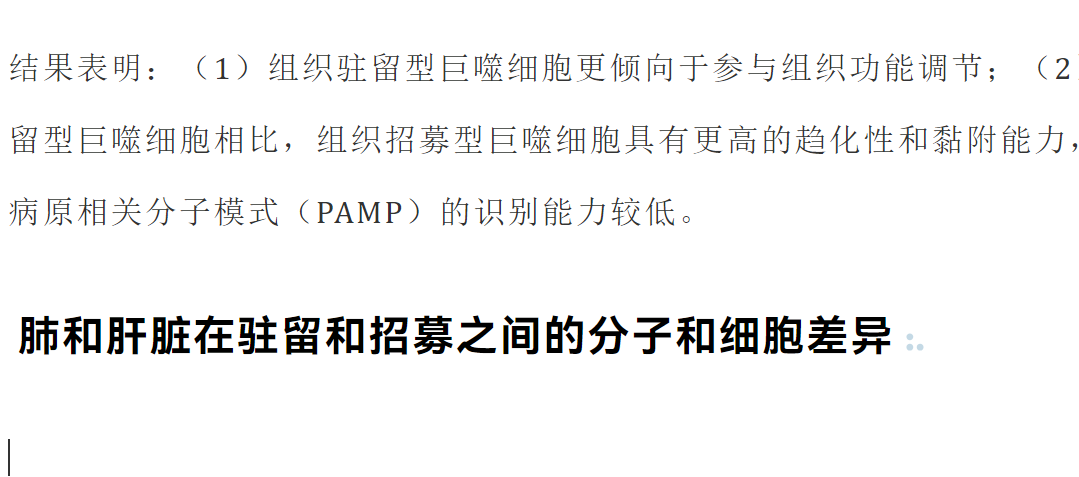 结果表明：（1）组织驻留型巨噬细胞更倾向于参与组织功能调节；（2
留型巨噬细胞相比，组织招募型巨噬细胞具有更高的趋化性和黏附能力，
病原相关分子模式（PAMP）的识别能力较低。
肺和肝脏在驻留和招募之间的分子和细胞差异